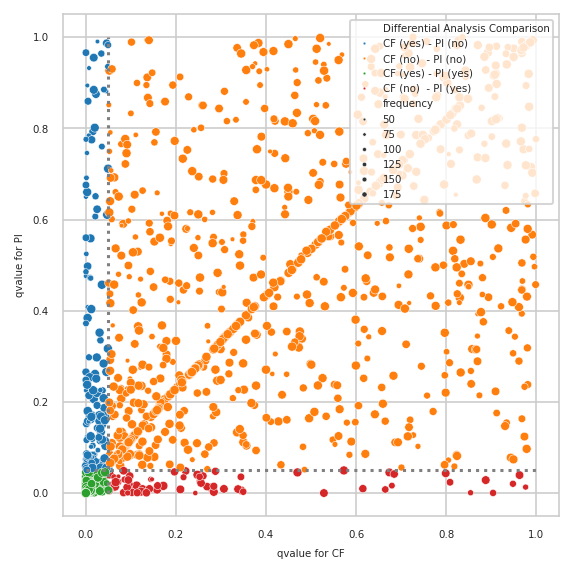 1.0
0.8
0.6
0.4
0.2
0.0
qvalue for PI
Differential Analysis Comparison
CF (yes) - PI (no)
CF (no)  - PI (no)
CF (yes) - PI (yes)
CF (no)  - PI (yes)
frequency
50
75
100
125
150
175
0.0 0.2 0.4 0.6 0.8 1.0
qvalue for CF